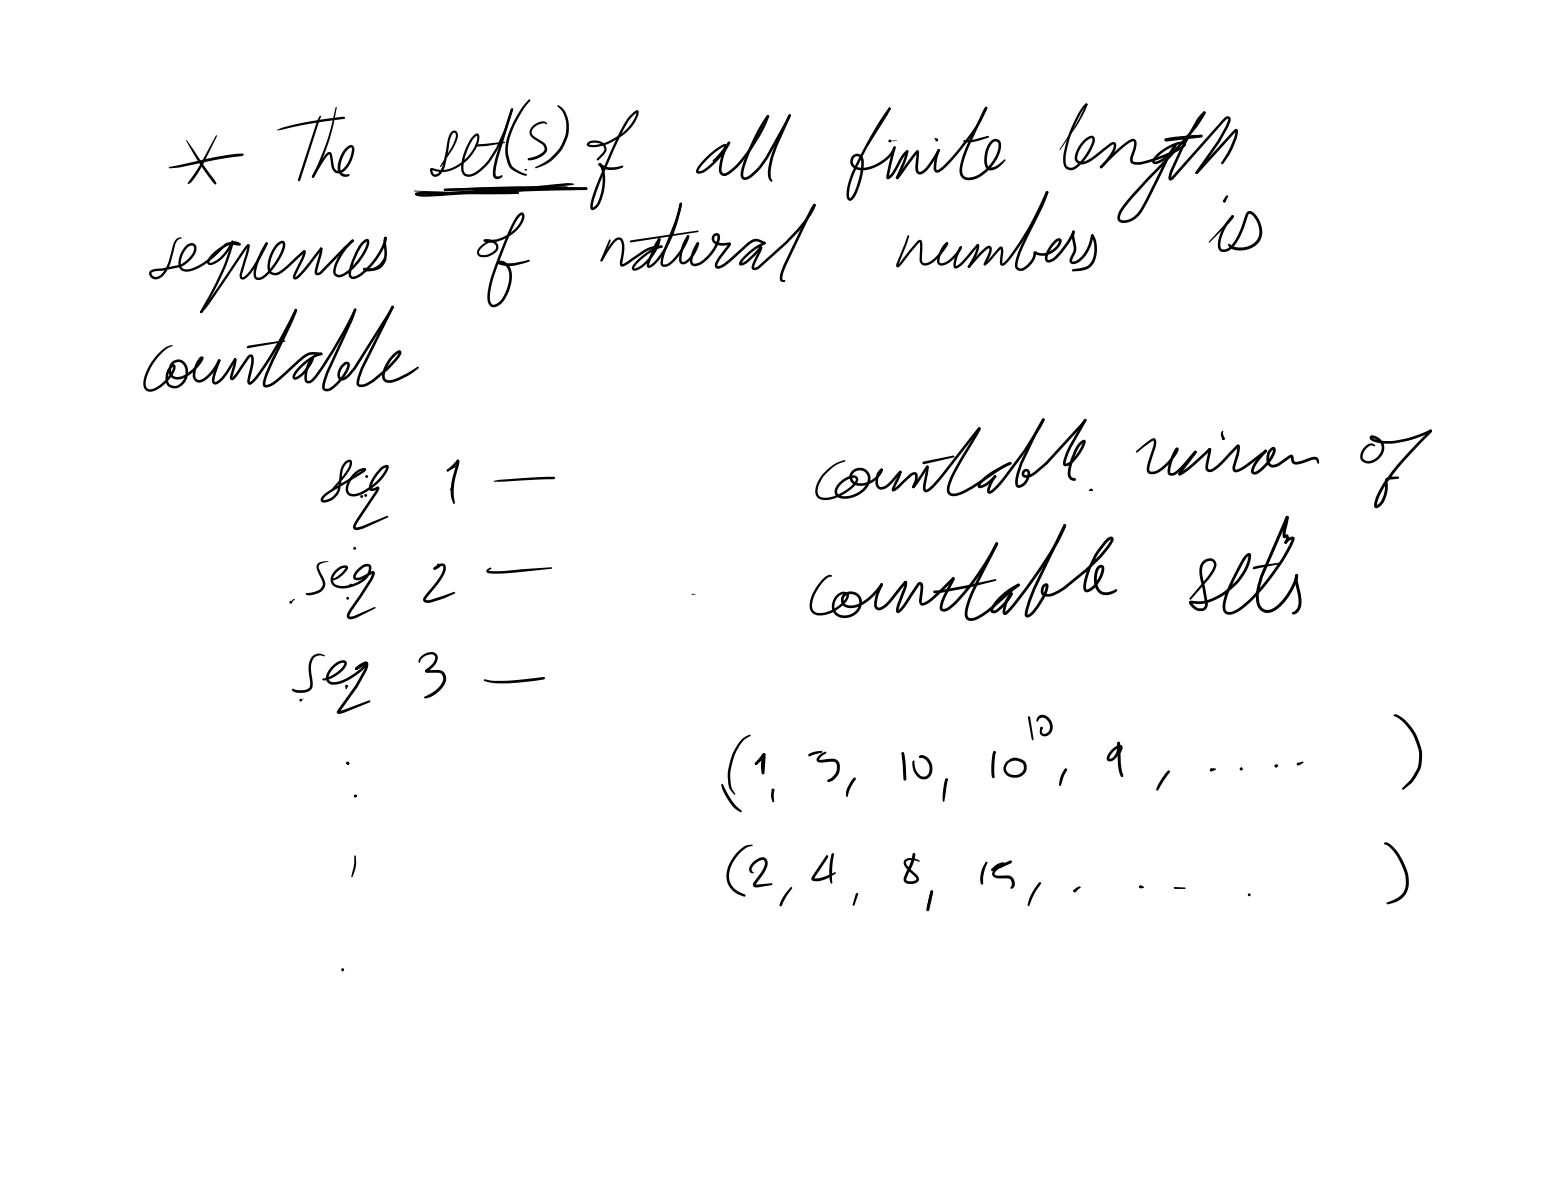 * The set(s) of all finite length
sequences of natural numbers is
countable
seq 1 —
seq 2 —
seq 3 —
countable union of
countable sets
(1, 3, 10, 10^10, 9, ....)
(2, 4, 8, 15, ....)